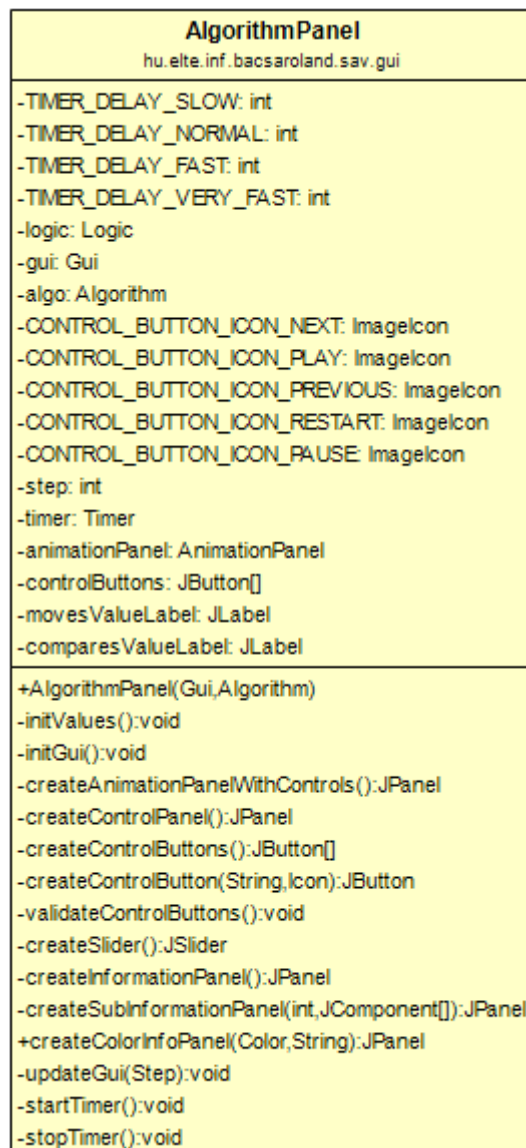 AlgorithmPanel
hu.elte.inf.bacsaroland.sav.gui
-TIMER_DELAY_SLOW: int
-TIMER_DELAY_NORMAL: int
-TIMER_DELAY_FAST: int
-TIMER_DELAY_VERY_FAST: int
-logic: Logic
-gui: Gui
-algo: Algorithm
-CONTROL_BUTTON_ICON_NEXT: ImageIcon
-CONTROL_BUTTON_ICON_PLAY: ImageIcon
-CONTROL_BUTTON_ICON_PREVIOUS: ImageIcon
-CONTROL_BUTTON_ICON_RESTART: ImageIcon
-CONTROL_BUTTON_ICON_PAUSE: ImageIcon
-step: int
-timer: Timer
-animationPanel: AnimationPanel
-controlButtons: JButton[]
-movesValueLabel: JLabel
-comparesValueLabel: JLabel
+AlgorithmPanel(Gui,Algorithm)
-initValues():void
-initGui():void
-createAnimationPanelWithControls():JPanel
-createControlPanel():JPanel
-createControlButtons():JButton[]
-createControlButton(String,Icon):JButton
-validateControlButtons():void
-createSlider():JSlider
-createInformationPanel():JPanel
-createSubInformationPanel(int,JComponent[]):JPanel
+createColorInfoPanel(Color,String):JPanel
-updateGui(Step):void
-startTimer():void
-stopTimer():void